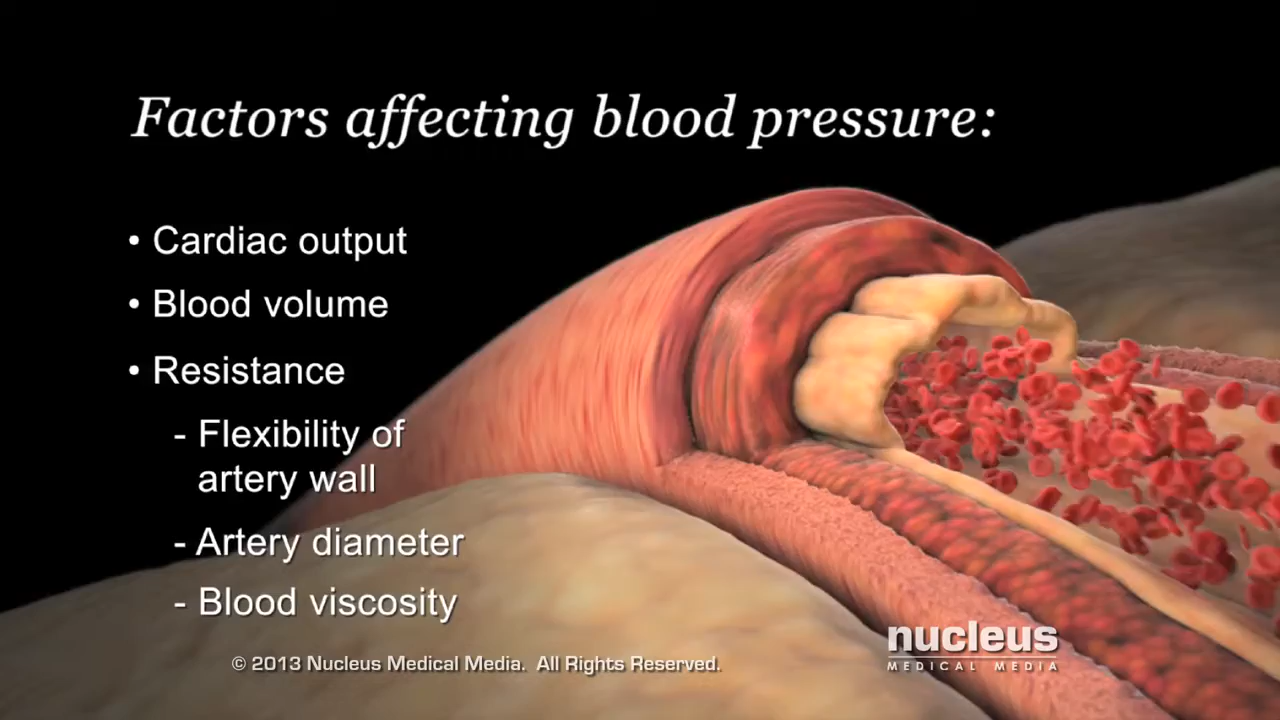 Factors affecting blood pressure:
• Cardiac output
• Blood volume
• Resistance
- Flexibility of
artery wall
- Artery diameter
- Blood viscosity
© 2013 Nucleus Medical Media. All Rights Reserved.
nucleus
MEDICAL MEDIA